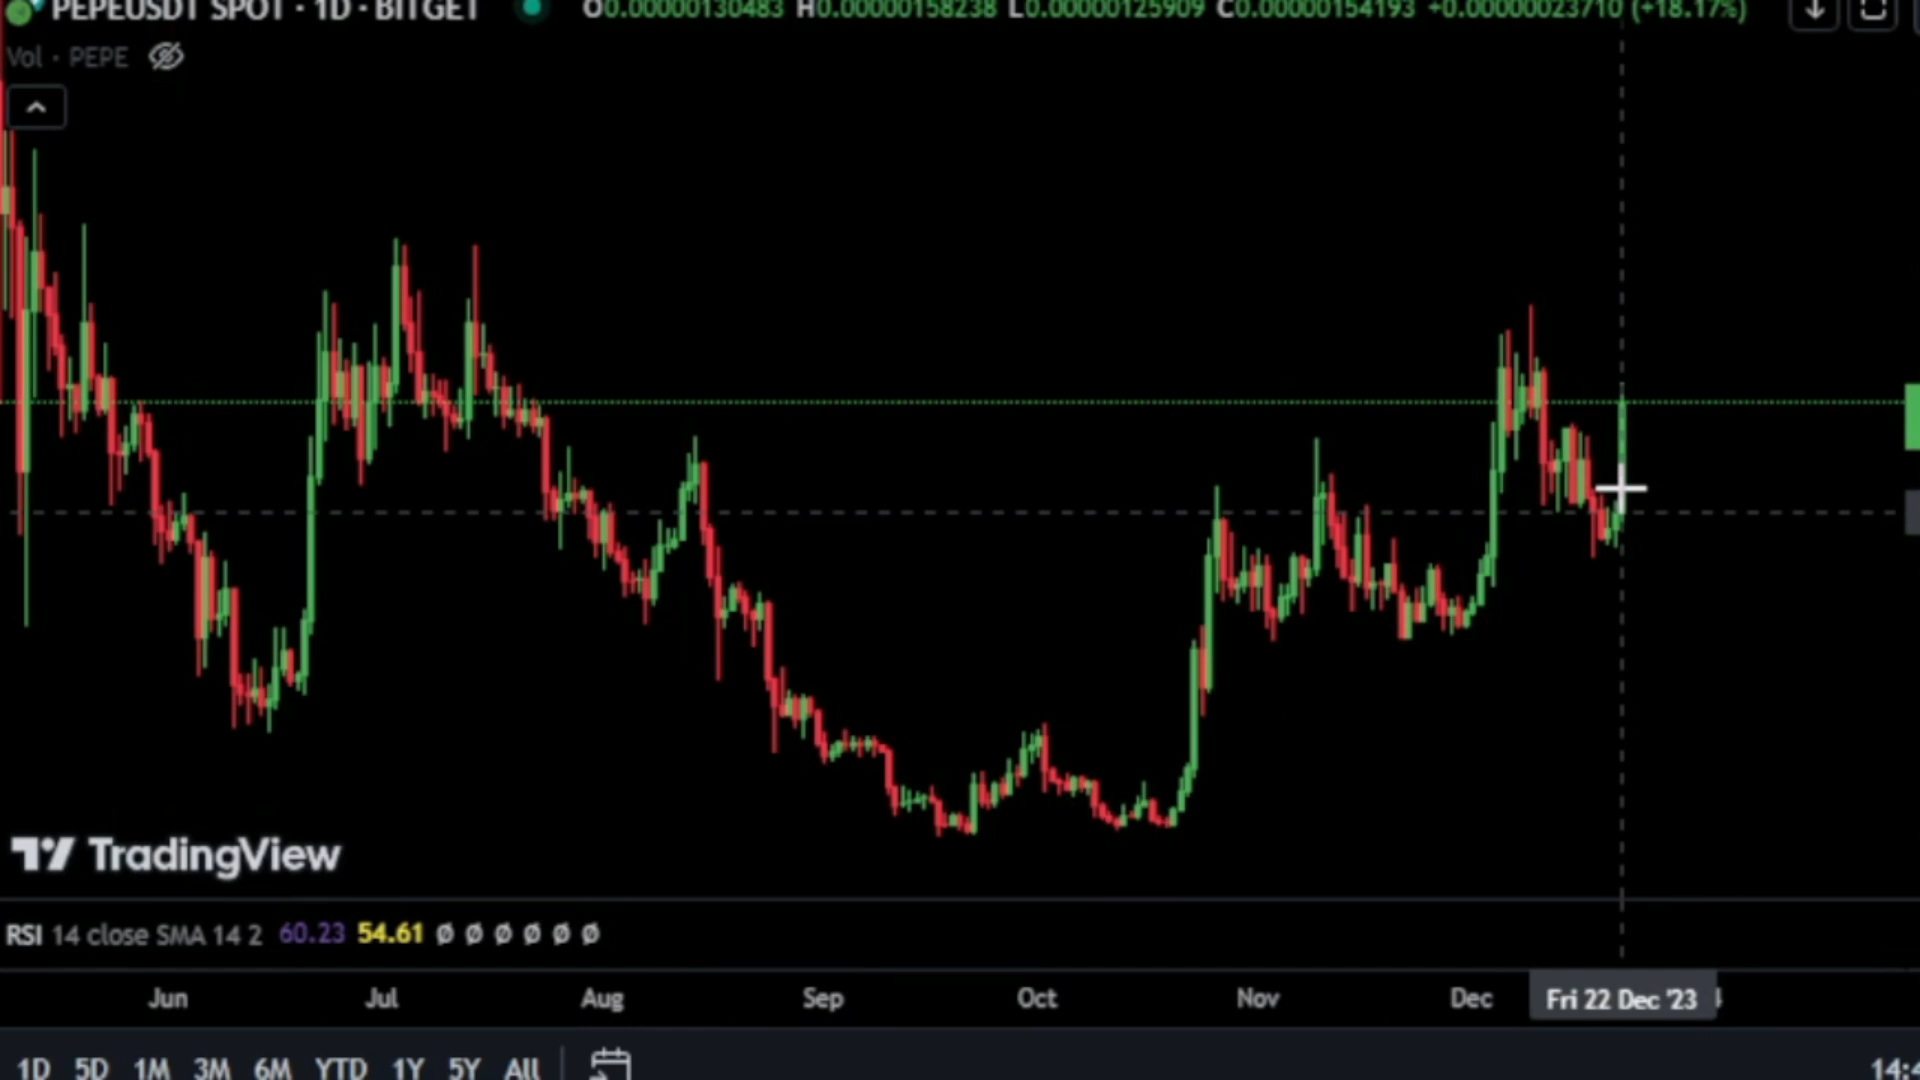 PEPEUSDT SPOT · 1D · BITGET O0.00000130483 H0.00000158238 L0.00000125909 C0.00000154193 +0.00000023710 (+18.17%)
Vol · PEPE
TradingView
RSI 14 close SMA 14 2 60.23 54.61 Ø Ø Ø Ø Ø Ø
Jun Jul Aug Sep Oct Nov Dec Fri 22 Dec '23
1D 5D 1M 3M 6M YTD 1Y 5Y All